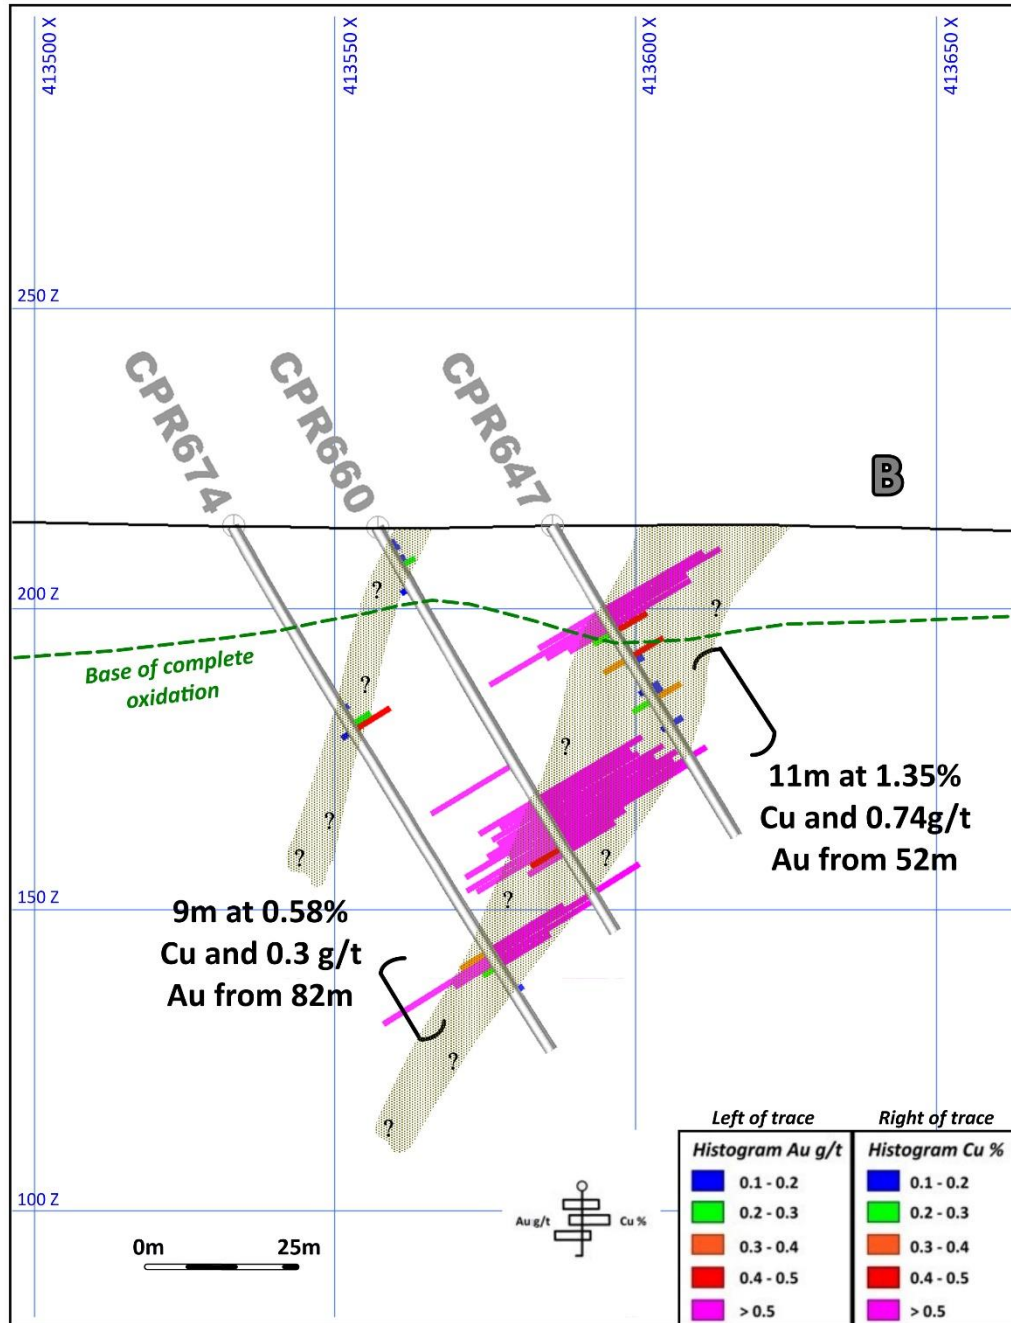 413500 X
413550 X
413600 X
413650 X
250 Z
CPR674
CPR660
CPR647
B
?
200 Z
?
Base of complete
oxidation
?
?
11m at 1.35%
Cu and 0.74g/t
Au from 52m
?
?
?
150 Z
?
9m at 0.58%
Cu and 0.3 g/t
Au from 82m
?
?
Left of trace
Right of trace
Histogram Au g/t
Histogram Cu %
0.1 - 0.2
0.1 - 0.2
0.2 - 0.3
0.2 - 0.3
0.3 - 0.4
0.3 - 0.4
0.4 - 0.5
0.4 - 0.5
> 0.5
> 0.5
100 Z
Au g/t
Cu %
0m
25m